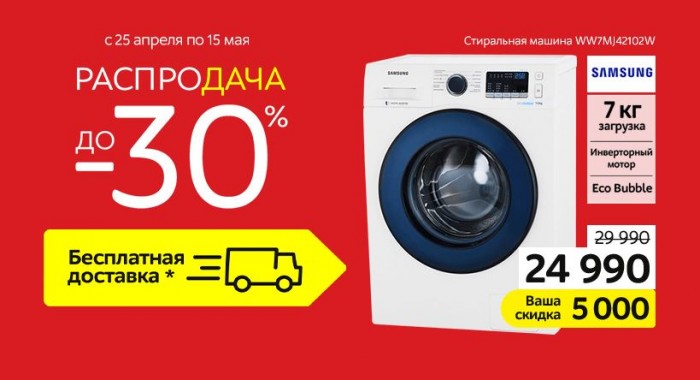 с 25 апреля по 15 мая
РАСПРОДАЧА
ДО -30%
Бесплатная
доставка *
Стиральная машина WW7MJ42102W
SAMSUNG
SAMSUNG
7 кг
загрузка
Инверторный
мотор
Eco Bubble
29 990
24 990
Ваша
скидка 5 000